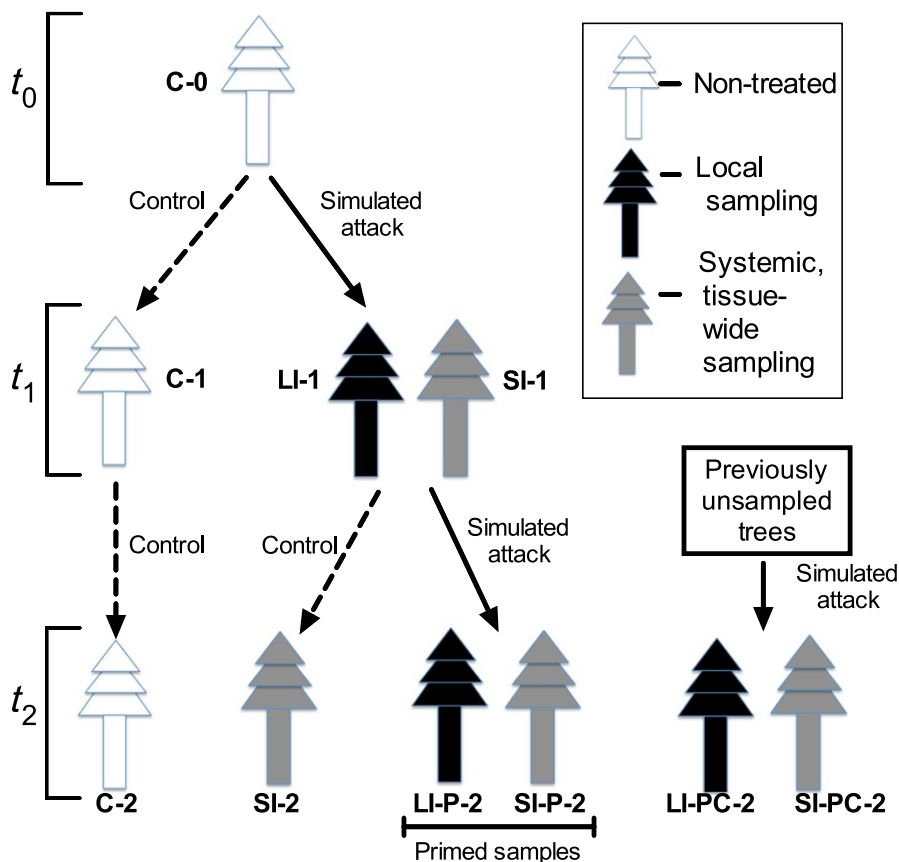 t0
C-0
Non-treated
Local
sampling
Systemic,
tissue-
wide
sampling
Control
Simulated
attack
t1
C-1
LI-1
SI-1
Previously
unsampled
trees
Control
Control
Simulated
attack
Simulated
attack
t2
C-2
SI-2
LI-P-2
SI-P-2
LI-PC-2
SI-PC-2
Primed samples